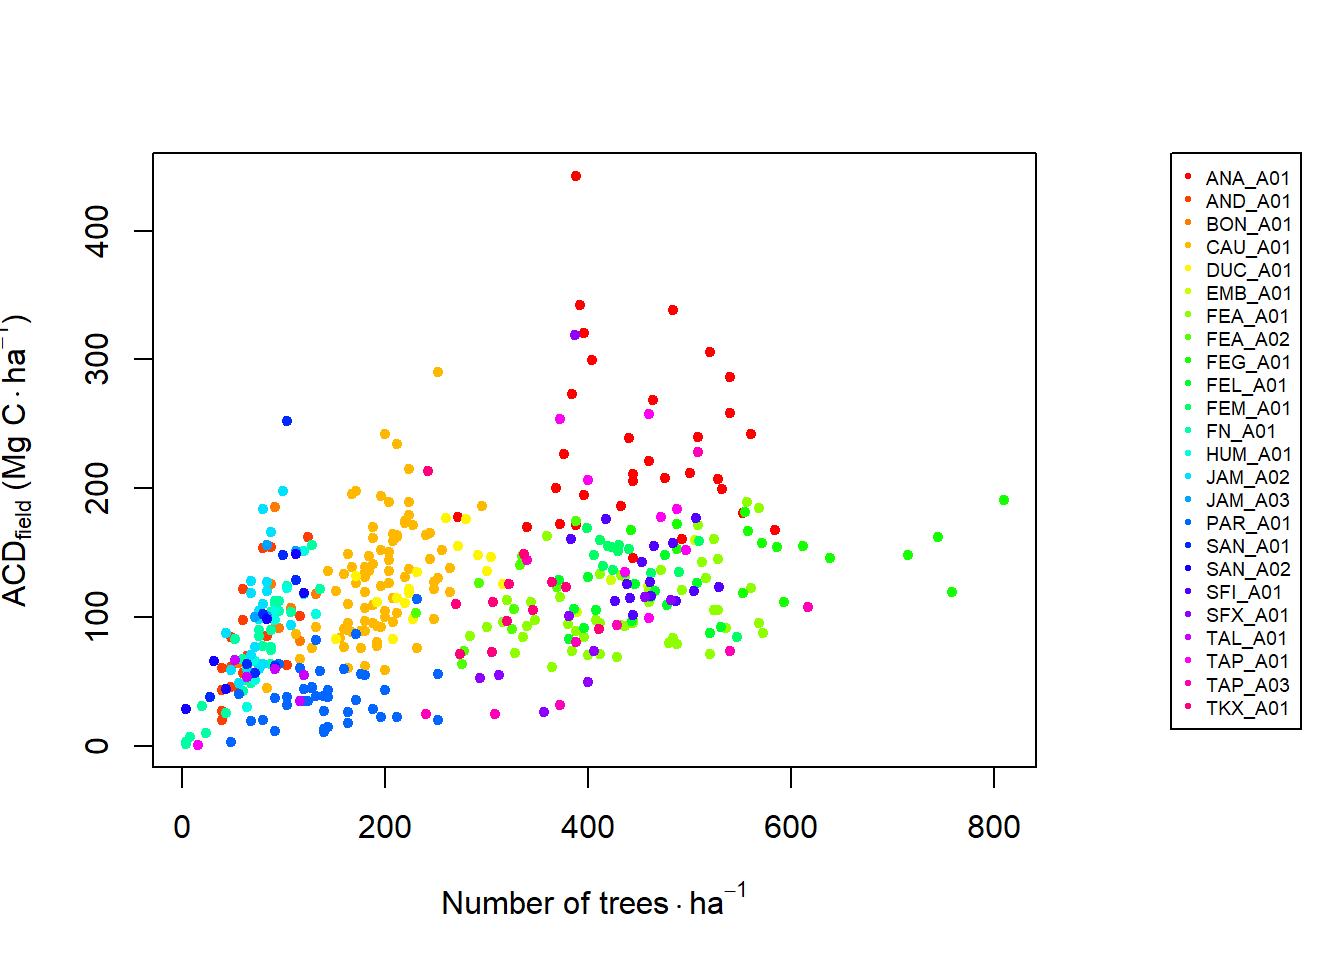 ACD_field (Mg C · ha⁻¹)
400
300
200
100
0
0 200 400 600 800
Number of trees · ha⁻¹
ANA_A01
AND_A01
BON_A01
CAU_A01
DUC_A01
EMB_A01
FEA_A01
FEA_A02
FEG_A01
FEL_A01
FEM_A01
FN_A01
HUM_A01
JAM_A02
JAM_A03
PAR_A01
SAN_A01
SAN_A02
SFI_A01
SFX_A01
TAL_A01
TAP_A01
TAP_A03
TKX_A01